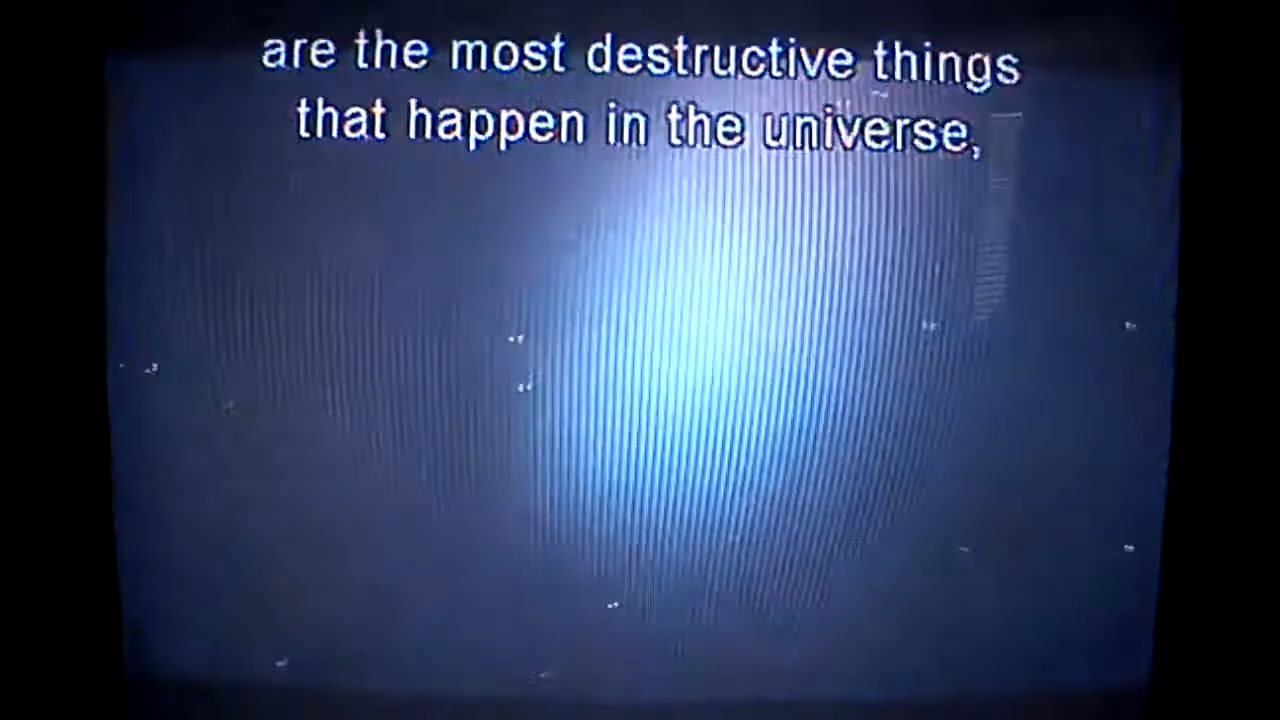 are the most destructive things
that happen in the universe,